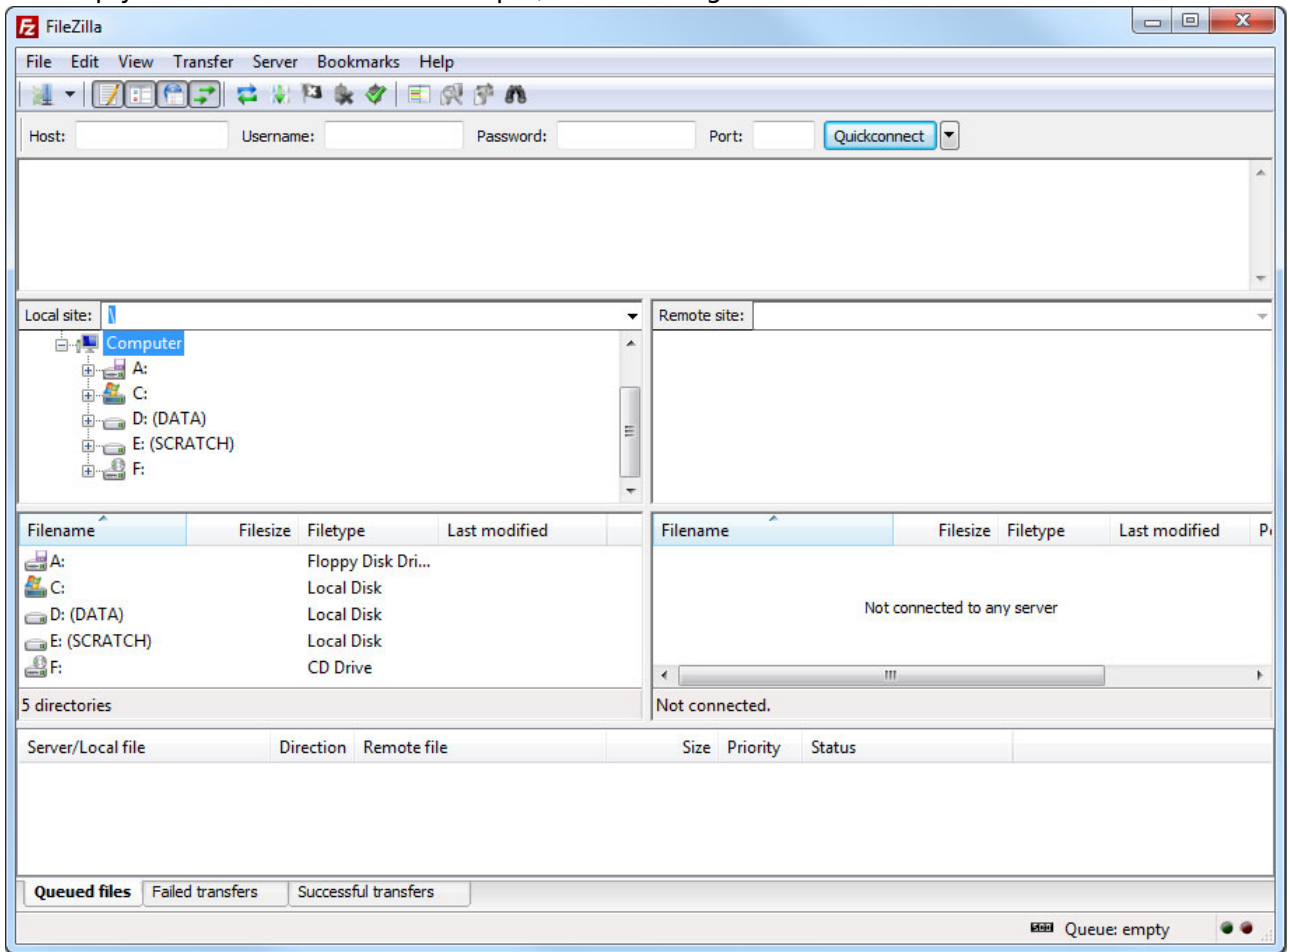 FileZilla
File Edit View Transfer Server Bookmarks Help
Host: Username: Password: Port: Quickconnect
Local site: \
Remote site:
Computer
A:
C:
D: (DATA)
E: (SCRATCH)
F:
Filename Filesize Filetype Last modified
A: Floppy Disk Dri...
C: Local Disk
D: (DATA) Local Disk
E: (SCRATCH) Local Disk
F: CD Drive
5 directories
Filename Filesize Filetype Last modified
Not connected to any server
Not connected.
Server/Local file Direction Remote file Size Priority Status
Queued files Failed transfers Successful transfers
Queue: empty